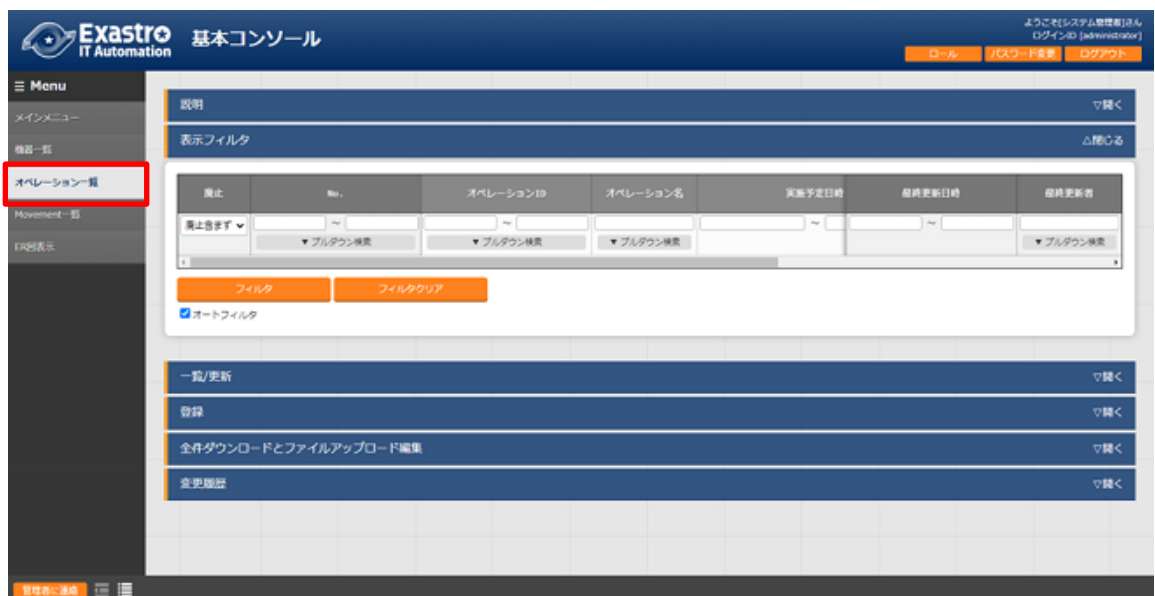 Exastro
IT Automation
基本コンソール
ようこそ[システム管理者]さん
ログインID [administrator]
ロール
パスワード変更
ログアウト
Menu
メインメニュー
機器一覧
オペレーション一覧
Movement一覧
ER図表示
説明
▽開く
表示フィルタ
△閉じる
廃止
No.
オペレーションID
オペレーション名
実施予定日時
最終更新日時
最終更新者
廃止含まず
~
~
~
~
▼ プルダウン検索
▼ プルダウン検索
▼ プルダウン検索
▼ プルダウン検索
フィルタ
フィルタクリア
オートフィルタ
一覧/更新
▽開く
登録
▽開く
全件ダウンロードとファイルアップロード編集
▽開く
変更履歴
▽開く
管理者に連絡